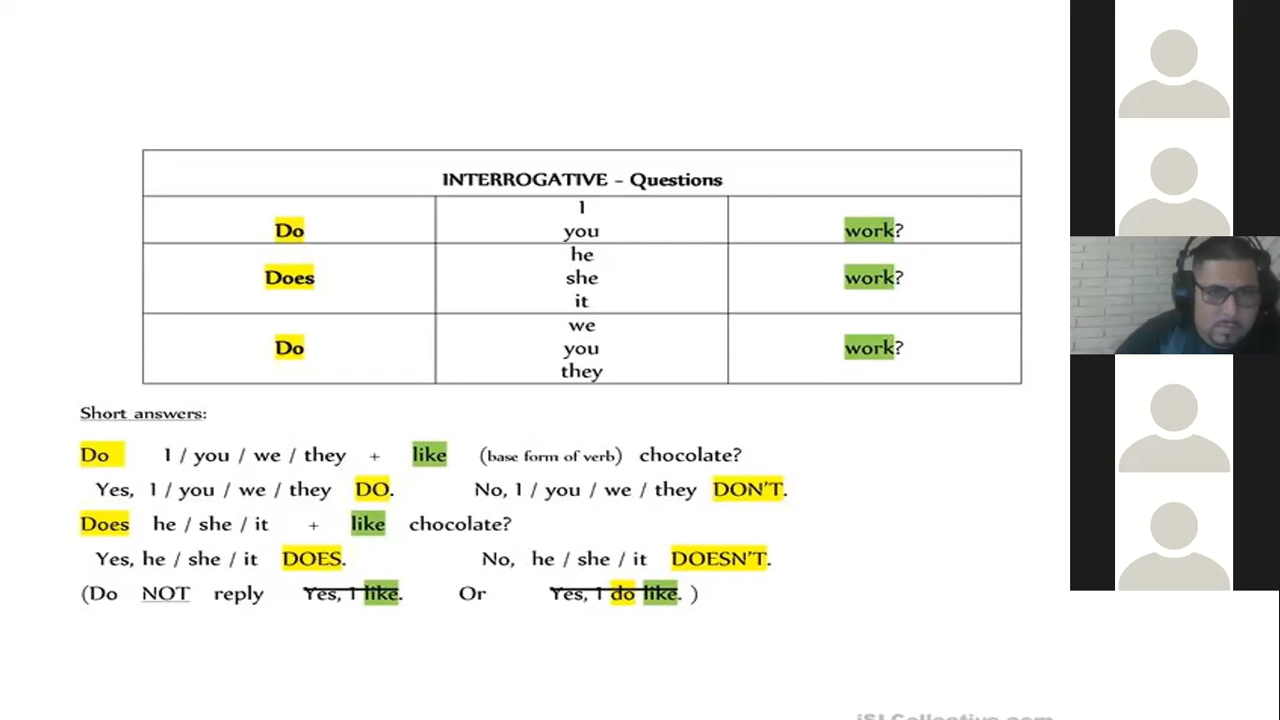 INTERROGATIVE – Questions
I
Do you work?
he
Does she work?
it
we
Do you work?
they
Short answers:
Do I / you / we / they + like (base form of verb) chocolate?
Yes, I / you / we / they DO. No, I / you / we / they DON'T.
Does he / she / it + like chocolate?
Yes, he / she / it DOES. No, he / she / it DOESN'T.
(Do NOT reply Yes, I like. Or Yes, I do like. )
iSLCollective.com